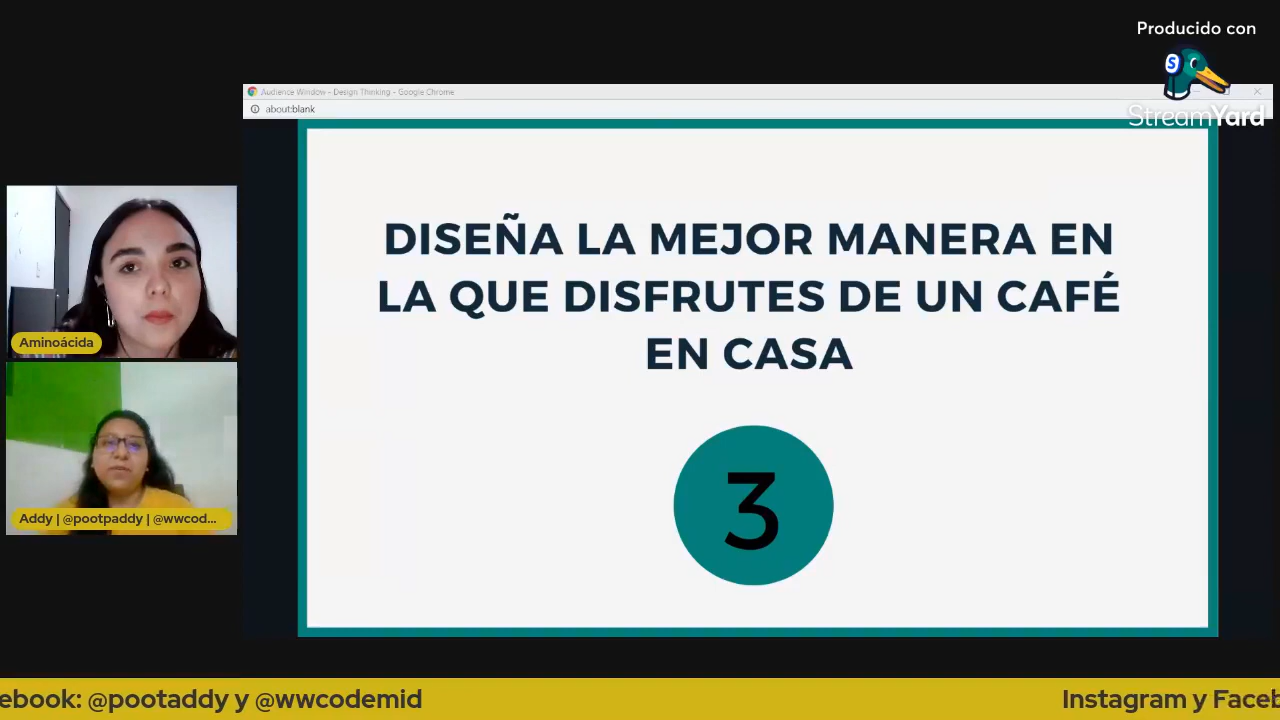 Producido con
StreamYard
Audience Window - Design Thinking - Google Chrome
about:blank
DISEÑA LA MEJOR MANERA EN
LA QUE DISFRUTES DE UN CAFÉ
EN CASA
3
Aminoácida
Addy | @pootpaddy | @wwcod...
ebook: @pootaddy y @wwcodemid
Instagram y Faceb